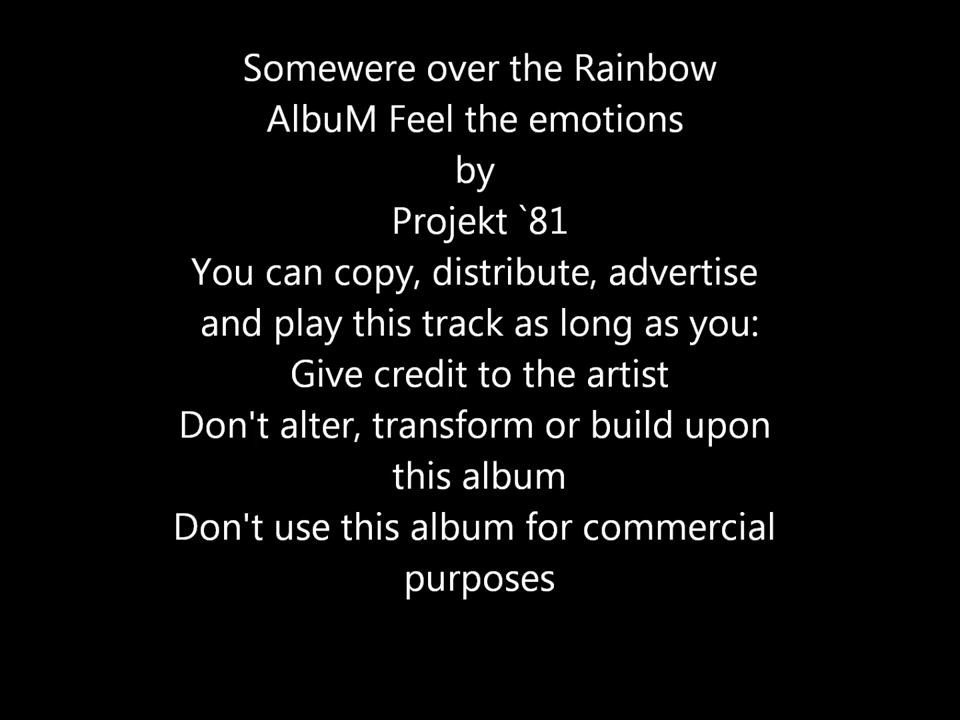 Somewere over the Rainbow
AlbuM Feel the emotions
by
Projekt `81
You can copy, distribute, advertise
and play this track as long as you:
Give credit to the artist
Don't alter, transform or build upon
this album
Don't use this album for commercial
purposes